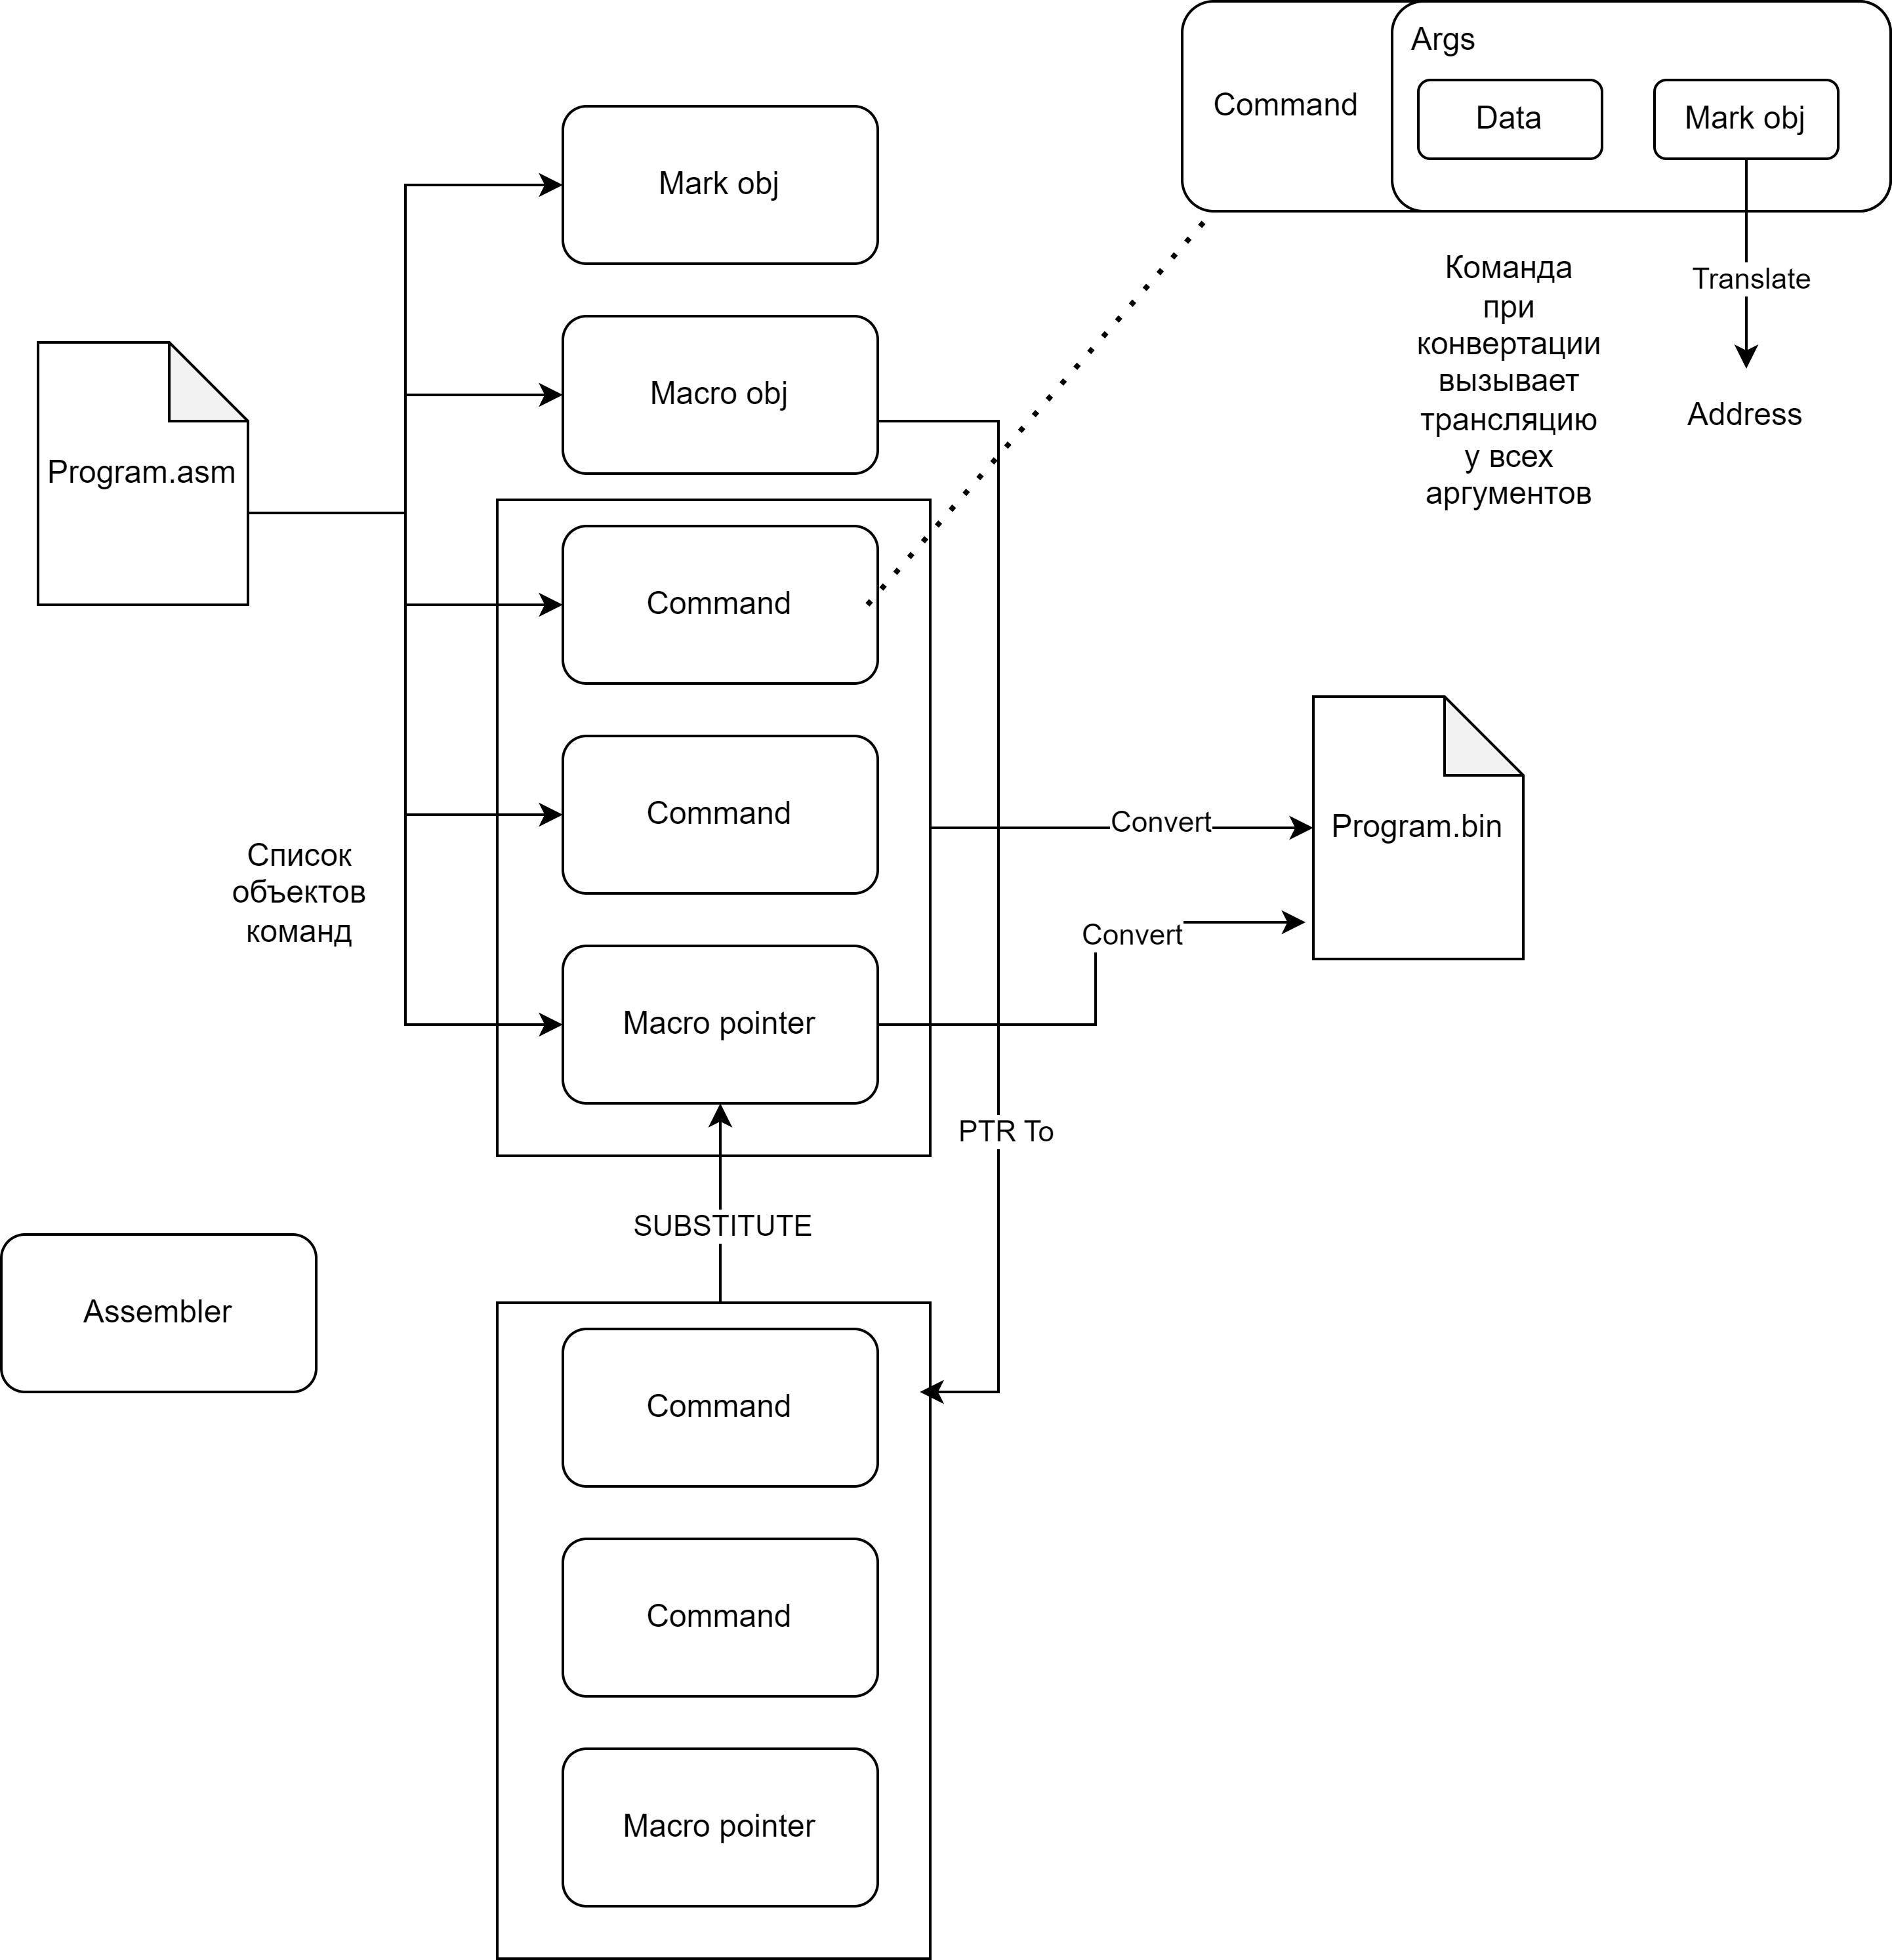 Args
Command
Data
Mark obj
Mark obj
Команда
при
конвертации
вызывает
трансляцию
у всех
аргументов
Translate
Address
Macro obj
Program.asm
Command
Command
Convert
Program.bin
Список
объектов
команд
Convert
Macro pointer
PTR To
SUBSTITUTE
Assembler
Command
Command
Macro pointer